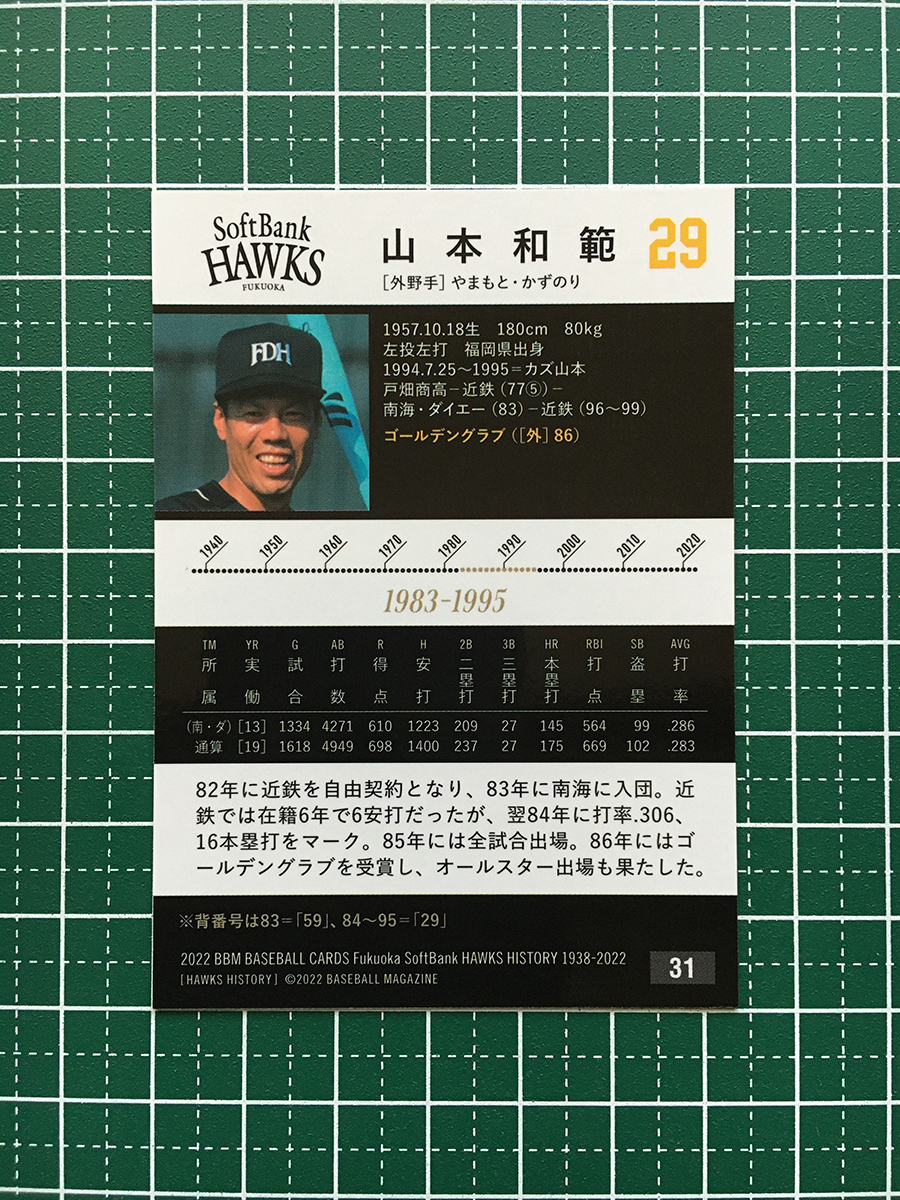 SoftBank
HAWKS
FUKUOKA
山本和範 29
[外野手] やまもと・かずのり
FDH
1957.10.18生 180cm 80kg
左投左打 福岡県出身
1994.7.25〜1995=カズ山本
戸畑商高－近鉄(77⑤)－
南海・ダイエー(83)－近鉄(96〜99)
ゴールデングラブ([外]86)
1940 1950 1960 1970 1980 1990 2000 2010 2020
1983-1995
TM YR G AB R H 2B 3B HR RBI SB AVG
所属 実働 試合 打数 得点 安打 二塁打 三塁打 本塁打 打点 盗塁 打率
(南・ダ) [13] 1334 4271 610 1223 209 27 145 564 99 .286
通算 [19] 1618 4949 698 1400 237 27 175 669 102 .283
82年に近鉄を自由契約となり、83年に南海に入団。近
鉄では在籍6年で6安打だったが、翌84年に打率.306、
16本塁打をマーク。85年には全試合出場。86年にはゴ
ールデングラブを受賞し、オールスター出場も果たした。
※背番号は83=「59」、84〜95=「29」
2022 BBM BASEBALL CARDS Fukuoka SoftBank HAWKS HISTORY 1938-2022
[HAWKS HISTORY] ©2022 BASEBALL MAGAZINE
31